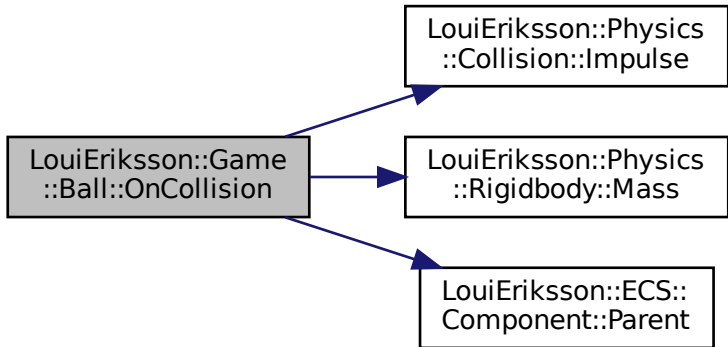 LouiEriksson::Physics
::Collision::Impulse
LouiEriksson::Game
::Ball::OnCollision
LouiEriksson::Physics
::Rigidbody::Mass
LouiEriksson::ECS::
Component::Parent